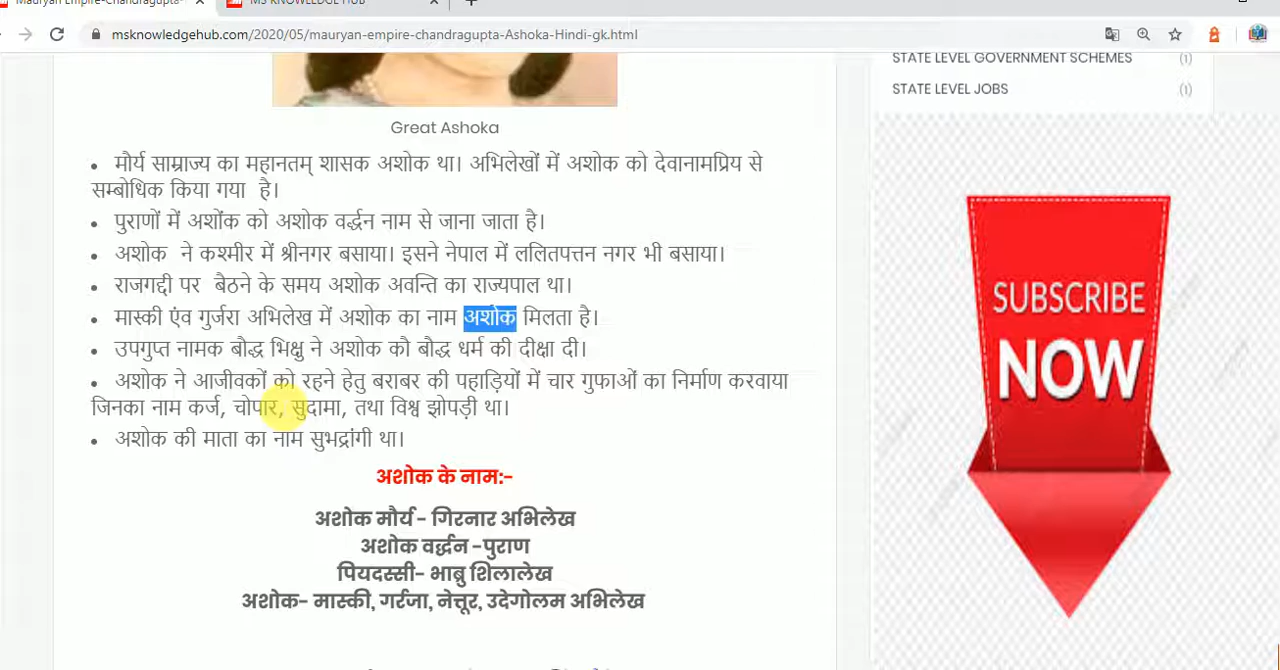 Mauryan Empire-Chandragupta-
MS KNOWLEDGE HUB
msknowledgehub.com/2020/05/mauryan-empire-chandragupta-Ashoka-Hindi-gk.html
STATE LEVEL GOVERNMENT SCHEMES (1)
STATE LEVEL JOBS (1)
Great Ashoka
• मौर्य साम्राज्य का महानतम् शासक अशोक था। अभिलेखों में अशोक को देवानामप्रिय से
सम्बोधिक किया गया है।
• पुराणों में अशोंक को अशोक वर्द्धन नाम से जाना जाता है।
• अशोक ने कश्मीर में श्रीनगर बसाया। इसने नेपाल में ललितपत्तन नगर भी बसाया।
• राजगद्दी पर बैठने के समय अशोक अवन्ति का राज्यपाल था।
• मास्की एंव गुर्जरा अभिलेख में अशोक का नाम अशोक मिलता है।
• उपगुप्त नामक बौद्ध भिक्षु ने अशोक कौ बौद्ध धर्म की दीक्षा दी।
• अशोक ने आजीवकों को रहने हेतु बराबर की पहाड़ियों में चार गुफाओं का निर्माण करवाया
जिनका नाम कर्ज, चोपार, सुदामा, तथा विश्व झोपड़ी था।
• अशोक की माता का नाम सुभद्रांगी था।
अशोक के नाम:-
अशोक मौर्य - गिरनार अभिलेख
अशोक वर्द्धन -पुराण
पियदस्सी- भाब्रु शिलालेख
अशोक- मास्की, गर्रजा, नेत्तूर, उदेगोलम अभिलेख
SUBSCRIBE
NOW